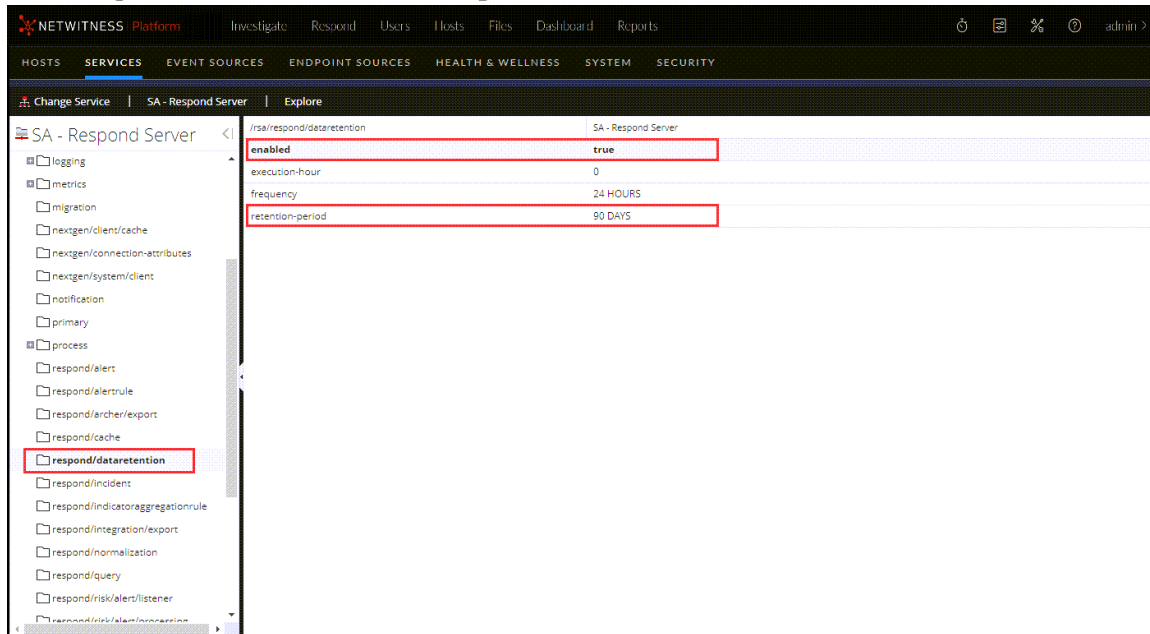 NETWITNESS Platform Investigate Respond Users Hosts Files Dashboard Reports admin >
HOSTS SERVICES EVENT SOURCES ENDPOINT SOURCES HEALTH & WELLNESS SYSTEM SECURITY
Change Service | SA - Respond Server | Explore
SA - Respond Server
logging
metrics
migration
nextgen/client/cache
nextgen/connection-attributes
nextgen/system/client
notification
primary
process
respond/alert
respond/alertrule
respond/archer/export
respond/cache
respond/dataretention
respond/incident
respond/indicatoraggregationrule
respond/integration/export
respond/normalization
respond/query
respond/risk/alert/listener
respond/risk/alert/processing
/rsa/respond/dataretention SA - Respond Server
enabled true
execution-hour 0
frequency 24 HOURS
retention-period 90 DAYS